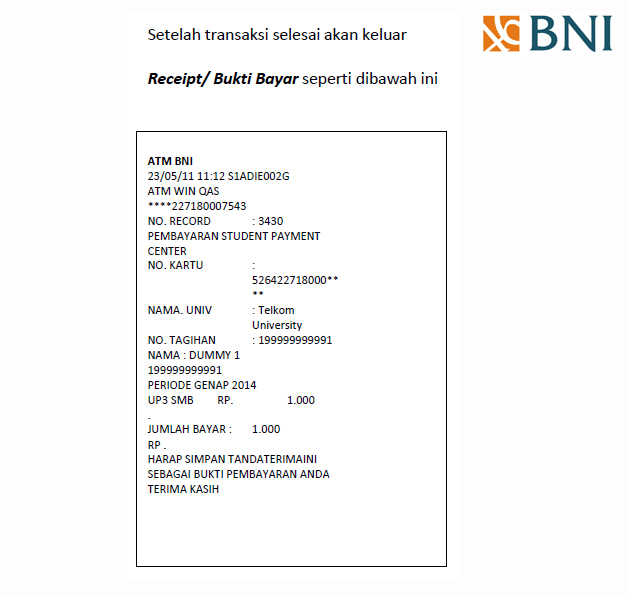 Setelah transaksi selesai akan keluar
BNI
Receipt/ Bukti Bayar seperti dibawah ini
ATM BNI
23/05/11 11:12 S1ADIE002G
ATM WIN QAS
****227180007543
NO. RECORD : 3430
PEMBAYARAN STUDENT PAYMENT
CENTER
NO. KARTU :
526422718000**
**
NAMA. UNIV : Telkom
University
NO. TAGIHAN : 199999999991
NAMA : DUMMY 1
199999999991
PERIODE GENAP 2014
UP3 SMB RP. 1.000
.
JUMLAH BAYAR : 1.000
RP .
HARAP SIMPAN TANDATERIMAINI
SEBAGAI BUKTI PEMBAYARAN ANDA
TERIMA KASIH